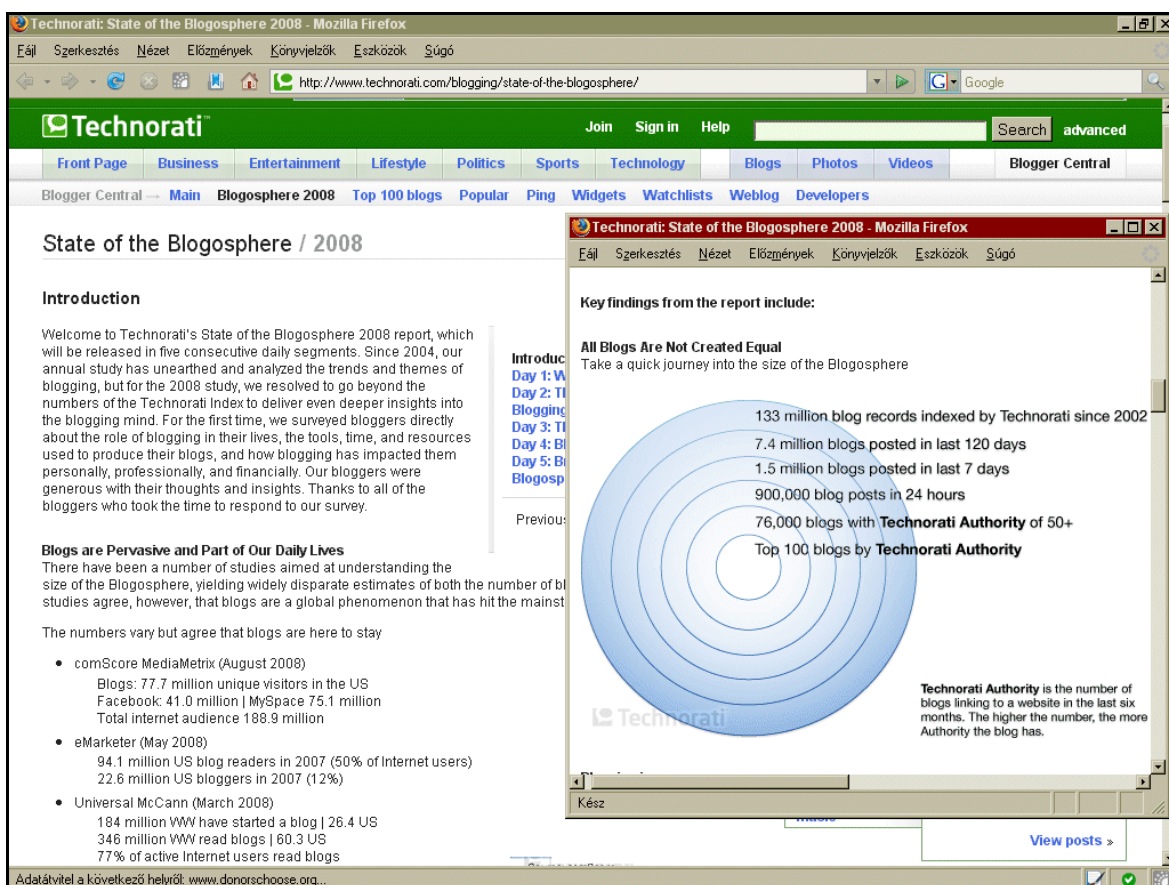 Technorati: State of the Blogosphere 2008 - Mozilla Firefox
Fájl Szerkesztés Nézet Előzmények Könyvjelzők Eszközök Súgó
http://www.technorati.com/blogging/state-of-the-blogosphere/
G Google
Technorati™
Join Sign in Help Search advanced
Front Page Business Entertainment Lifestyle Politics Sports Technology Blogs Photos Videos Blogger Central
Blogger Central → Main Blogosphere 2008 Top 100 blogs Popular Ping Widgets Watchlists Weblog Developers
State of the Blogosphere / 2008
Introduction
Welcome to Technorati's State of the Blogosphere 2008 report, which
will be released in five consecutive daily segments. Since 2004, our
annual study has unearthed and analyzed the trends and themes of
blogging, but for the 2008 study, we resolved to go beyond the
numbers of the Technorati Index to deliver even deeper insights into
the blogging mind. For the first time, we surveyed bloggers directly
about the role of blogging in their lives, the tools, time, and resources
used to produce their blogs, and how blogging has impacted them
personally, professionally, and financially. Our bloggers were
generous with their thoughts and insights. Thanks to all of the
bloggers who took the time to respond to our survey.
Introduc
Day 1: W
Day 2: T
Blogging
Day 3: T
Day 4: Bl
Day 5: Br
Blogosp
Previou
Blogs are Pervasive and Part of Our Daily Lives
There have been a number of studies aimed at understanding the
size of the Blogosphere, yielding widely disparate estimates of both the number of bl
studies agree, however, that blogs are a global phenomenon that has hit the mainst
The numbers vary but agree that blogs are here to stay
• comScore MediaMetrix (August 2008)
Blogs: 77.7 million unique visitors in the US
Facebook: 41.0 million | MySpace 75.1 million
Total internet audience 188.9 million
• eMarketer (May 2008)
94.1 million US blog readers in 2007 (50% of Internet users)
22.6 million US bloggers in 2007 (12%)
• Universal McCann (March 2008)
184 million WW have started a blog | 26.4 US
346 million WW read blogs | 60.3 US
77% of active Internet users read blogs
View posts »
Adatátvitel a következő helyről: www.donorschoose.org...
Technorati: State of the Blogosphere 2008 - Mozilla Firefox
Fájl Szerkesztés Nézet Előzmények Könyvjelzők Eszközök Súgó
Key findings from the report include:
All Blogs Are Not Created Equal
Take a quick journey into the size of the Blogosphere
133 million blog records indexed by Technorati since 2002
7.4 million blogs posted in last 120 days
1.5 million blogs posted in last 7 days
900,000 blog posts in 24 hours
76,000 blogs with Technorati Authority of 50+
Top 100 blogs by Technorati Authority
Technorati Authority is the number of
blogs linking to a website in the last six
months. The higher the number, the more
Authority the blog has.
Technorati
Kész